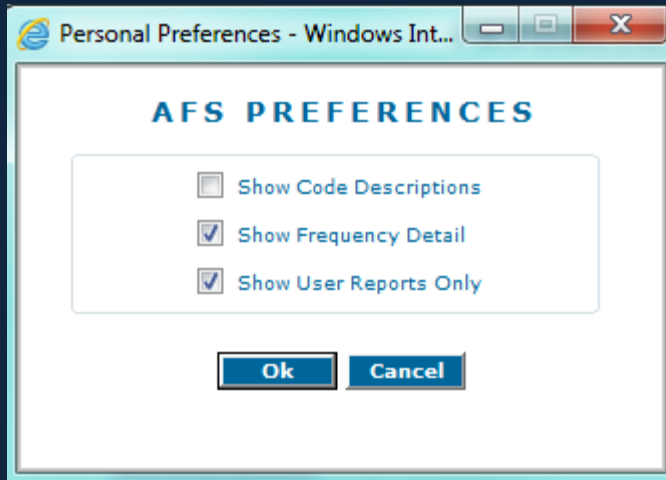 Personal Preferences - Windows Int...
AFS PREFERENCES
Show Code Descriptions
Show Frequency Detail
Show User Reports Only
Ok Cancel